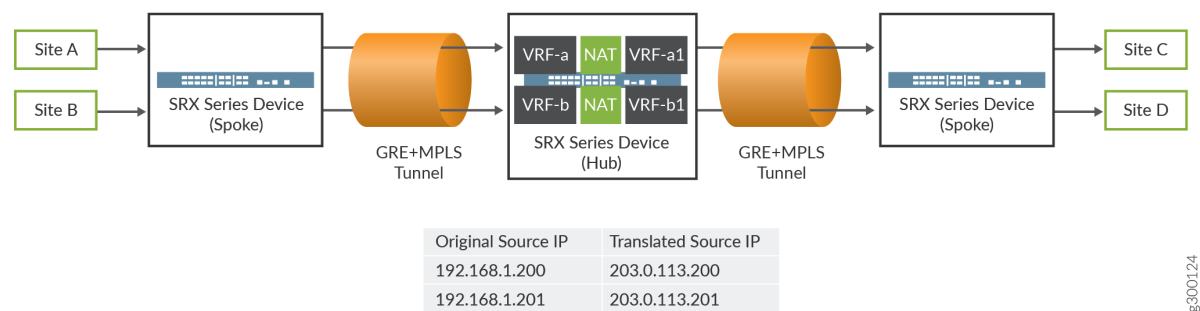 Site A
Site B
SRX Series Device
(Spoke)
GRE+MPLS
Tunnel
VRF-a NAT VRF-a1
VRF-b NAT VRF-b1
SRX Series Device
(Hub)
GRE+MPLS
Tunnel
SRX Series Device
(Spoke)
Site C
Site D
Original Source IP Translated Source IP
192.168.1.200 203.0.113.200
192.168.1.201 203.0.113.201
g300124